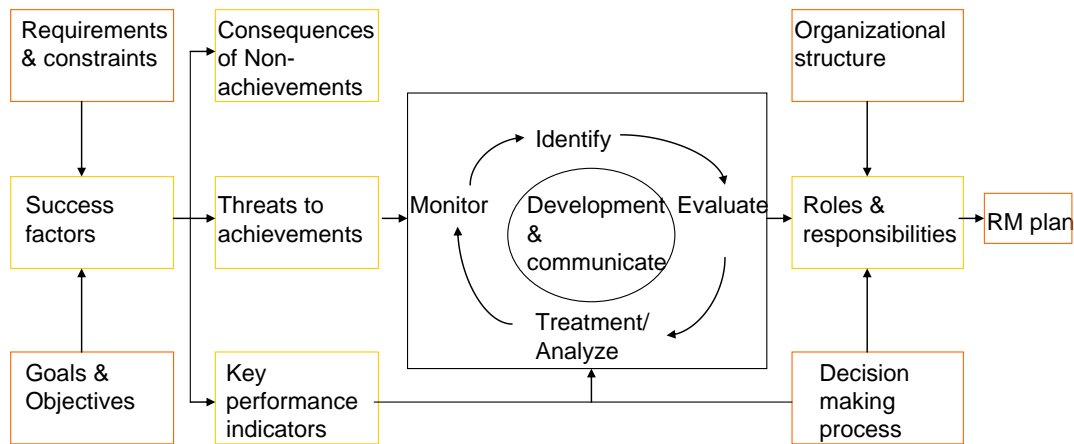 Requirements
& constraints
Consequences
of Non-
achievements
Organizational
structure
Identify
Success
factors
Threats to
achievements
Monitor
Development
&
communicate
Evaluate
Roles &
responsibilities
RM plan
Treatment/
Analyze
Goals &
Objectives
Key
performance
indicators
Decision
making
process